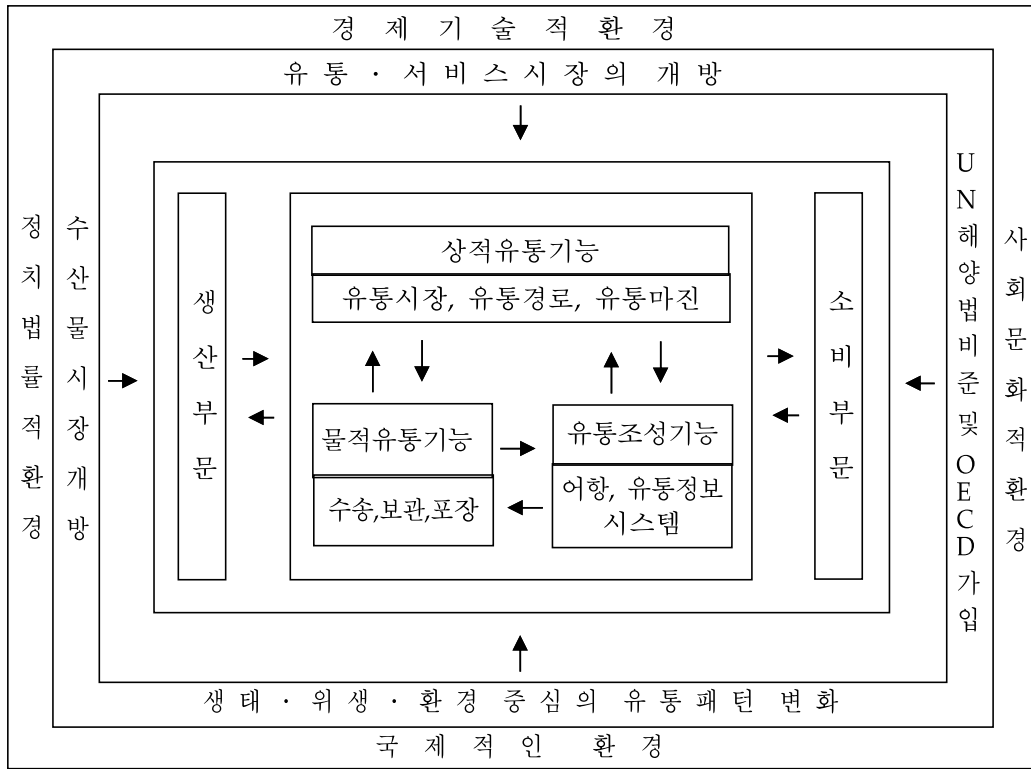 경 제 기 술 적 환 경
유 통 · 서 비 스 시 장 의 개 방
정치법률적환경
수산물시장개방
생산부문
상적유통기능
유통시장, 유통경로, 유통마진
물적유통기능
수송,보관,포장
유통조성기능
어항, 유통정보
시스템
소비부문
UN해양법비준및OECD가입
사회문화적환경
생 태 · 위 생 · 환 경 중 심 의 유 통 패 턴 변 화
국 제 적 인 환 경